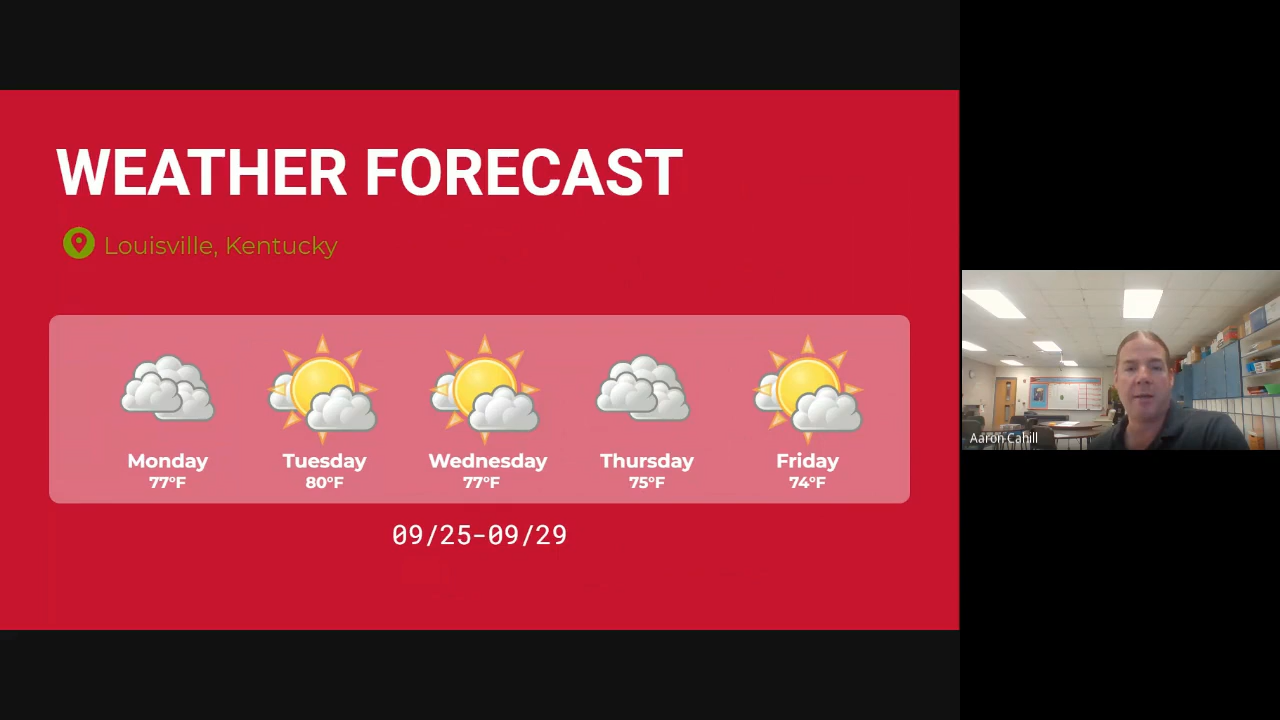 WEATHER FORECAST
Louisville, Kentucky
Monday Tuesday Wednesday Thursday Friday
77°F 80°F 77°F 75°F 74°F
09/25-09/29
Aaron Cahill